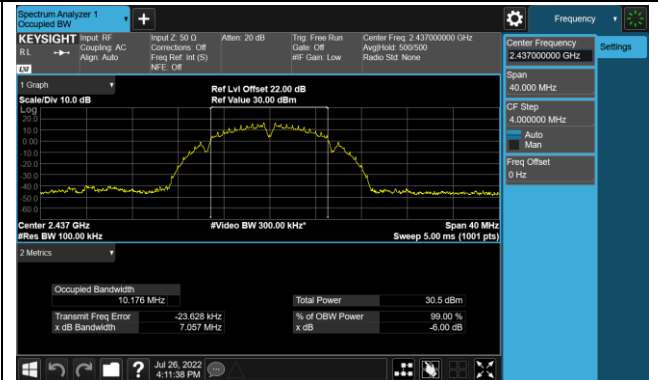 Spectrum Analyzer 1
Occupied BW
+
Frequency
KEYSIGHT
Input: RF
Input Z: 50 Ω
Atten: 20 dB
Trig: Free Run
Center Freq: 2.437000000 GHz
RL
Coupling: AC
Corrections: Off
Gate: Off
Avg|Hold: 500/500
Align: Auto
Freq Ref: Int (S)
#IF Gain: Low
Radio Std: None
NFE: Off
LXI
Center Frequency
2.437000000 GHz
Settings
Span
40.000 MHz
CF Step
4.000000 MHz
Auto
Man
Freq Offset
0 Hz
1 Graph
Ref Lvl Offset 22.00 dB
Scale/Div 10.0 dB
Ref Value 30.00 dBm
Log
20.0
10.0
0.00
-10.0
-20.0
-30.0
-40.0
-50.0
-60.0
Center 2.437 GHz
#Video BW 300.00 kHz*
Span 40 MHz
#Res BW 100.00 kHz
Sweep 5.00 ms (1001 pts)
2 Metrics
Occupied Bandwidth
10.176 MHz
Total Power
30.5 dBm
Transmit Freq Error
-23.628 kHz
% of OBW Power
99.00 %
x dB Bandwidth
7.057 MHz
x dB
-6.00 dB
?
Jul 26, 2022
4:11:38 PM